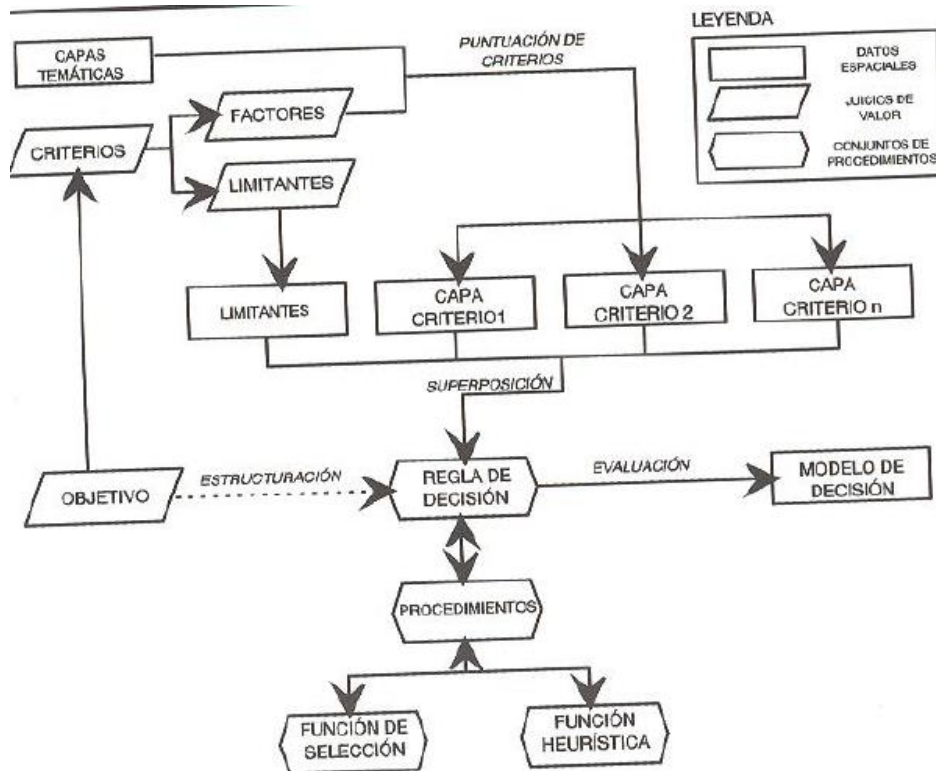 LEYENDA
CAPAS
TEMÁTICAS
PUNTUACIÓN DE
CRITERIOS
DATOS
ESPACIALES
JUICIOS DE
VALOR
CONJUNTOS DE
PROCEDIMIENTOS
FACTORES
CRITERIOS
LIMITANTES
LIMITANTES
CAPA
CRITERIO1
CAPA
CRITERIO 2
CAPA
CRITERIO n
SUPERPOSICIÓN
OBJETIVO
ESTRUCTURACIÓN
REGLA DE
DECISIÓN
EVALUACIÓN
MODELO DE
DECISIÓN
PROCEDIMIENTOS
FUNCIÓN DE
SELECCIÓN
FUNCIÓN
HEURÍSTICA